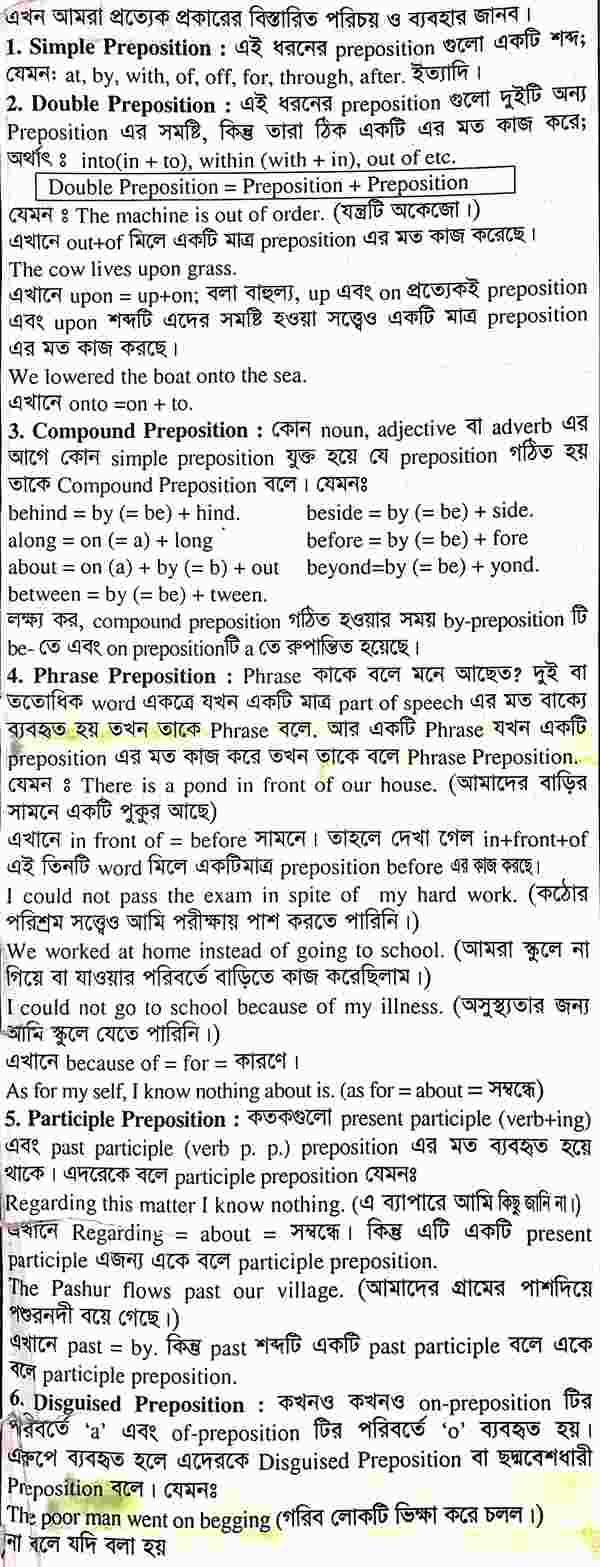 এখন আমরা প্রত্যেক প্রকারের বিস্তারিত পরিচয় ও ব্যবহার জানব ।
1. Simple Preposition : এই ধরনের preposition গুলো একটি শব্দ;
যেমন: at, by, with, of, off, for, through, after. ইত্যাদি ।
2. Double Preposition : এই ধরনের preposition গুলো দুইটি অন্য
Preposition এর সমষ্টি, কিন্তু তারা ঠিক একটি এর মত কাজ করে;
অর্থাৎ ঃ into(in + to), within (with + in), out of etc.
Double Preposition = Preposition + Preposition
যেমন ঃ The machine is out of order. (যন্ত্রটি অকেজো ।)
এখানে out+of মিলে একটি মাত্র preposition এর মত কাজ করেছে ।
The cow lives upon grass.
এখানে upon = up+on; বলা বাহুল্য, up এবং on প্রত্যেকই preposition
এবং upon শব্দটি এদের সমষ্টি হওয়া সত্ত্বেও একটি মাত্র preposition
এর মত কাজ করছে ।
We lowered the boat onto the sea.
এখানে onto =on + to.
3. Compound Preposition : কোন noun, adjective বা adverb এর
আগে কোন simple preposition যুক্ত হয়ে যে preposition গঠিত হয়
তাকে Compound Preposition বলে । যেমনঃ
behind = by (= be) + hind. beside = by (= be) + side.
along = on (= a) + long before = by (= be) + fore
about = on (a) + by (= b) + out beyond=by (= be) + yond.
between = by (= be) + tween.
লক্ষ্য কর, compound preposition গঠিত হওয়ার সময় by-preposition টি
be- তে এবং on prepositionটি a তে রুপান্তিত হয়েছে ।
4. Phrase Preposition : Phrase কাকে বলে মনে আছেত? দুই বা
ততোধিক word একত্রে যখন একটি মাত্র part of speech এর মত বাক্যে
ব্যবহৃত হয় তখন তাকে Phrase বলে. আর একটি Phrase যখন একটি
preposition এর মত কাজ করে তখন তাকে বলে Phrase Preposition.
যেমন ঃ There is a pond in front of our house. (আমাদের বাড়ির
সামনে একটি পুকুর আছে)
এখানে in front of = before সামনে । তাহলে দেখা গেল in+front+of
এই তিনটি word মিলে একটিমাত্র preposition before এর কাজ করছে।
I could not pass the exam in spite of my hard work. (কঠোর
পরিশ্রম সত্ত্বেও আমি পরীক্ষায় পাশ করতে পারিনি ।)
We worked at home instead of going to school. (আমরা স্কুলে না
গিয়ে বা যাওয়ার পরিবর্তে বাড়িতে কাজ করেছিলাম ।)
I could not go to school because of my illness. (অসুস্থ্যতার জন্য
আমি স্কুলে যেতে পারিনি ।)
এখানে because of = for = কারণে ।
As for my self, I know nothing about is. (as for = about = সম্বন্ধে)
5. Participle Preposition : কতকগুলো present participle (verb+ing)
এবং past participle (verb p. p.) preposition এর মত ব্যবহৃত হয়ে
থাকে । এদরেকে বলে participle preposition যেমনঃ
Regarding this matter I know nothing. (এ ব্যাপারে আমি কিছু জানি না।)
এখানে Regarding = about = সম্বন্ধে । কিন্তু এটি একটি present
participle এজন্য একে বলে participle preposition.
The Pashur flows past our village. (আমাদের গ্রামের পাশদিয়ে
পশুরনদী বয়ে গেছে।)
এখানে past = by. কিন্তু past শব্দটি একটি past participle বলে একে
বলে participle preposition.
6. Disguised Preposition : কখনও কখনও on-preposition টির
পরিবর্তে ‘a’ এবং of-preposition টির পরিবর্তে ‘o’ ব্যবহৃত হয় ।
এরুপে ব্যবহৃত হলে এদেরকে Disguised Preposition বা ছদ্মবেশধারী
Preposition বলে । যেমনঃ
The poor man went on begging (গরিব লোকটি ভিক্ষা করে চলল ।)
না বলে যদি বলা হয়